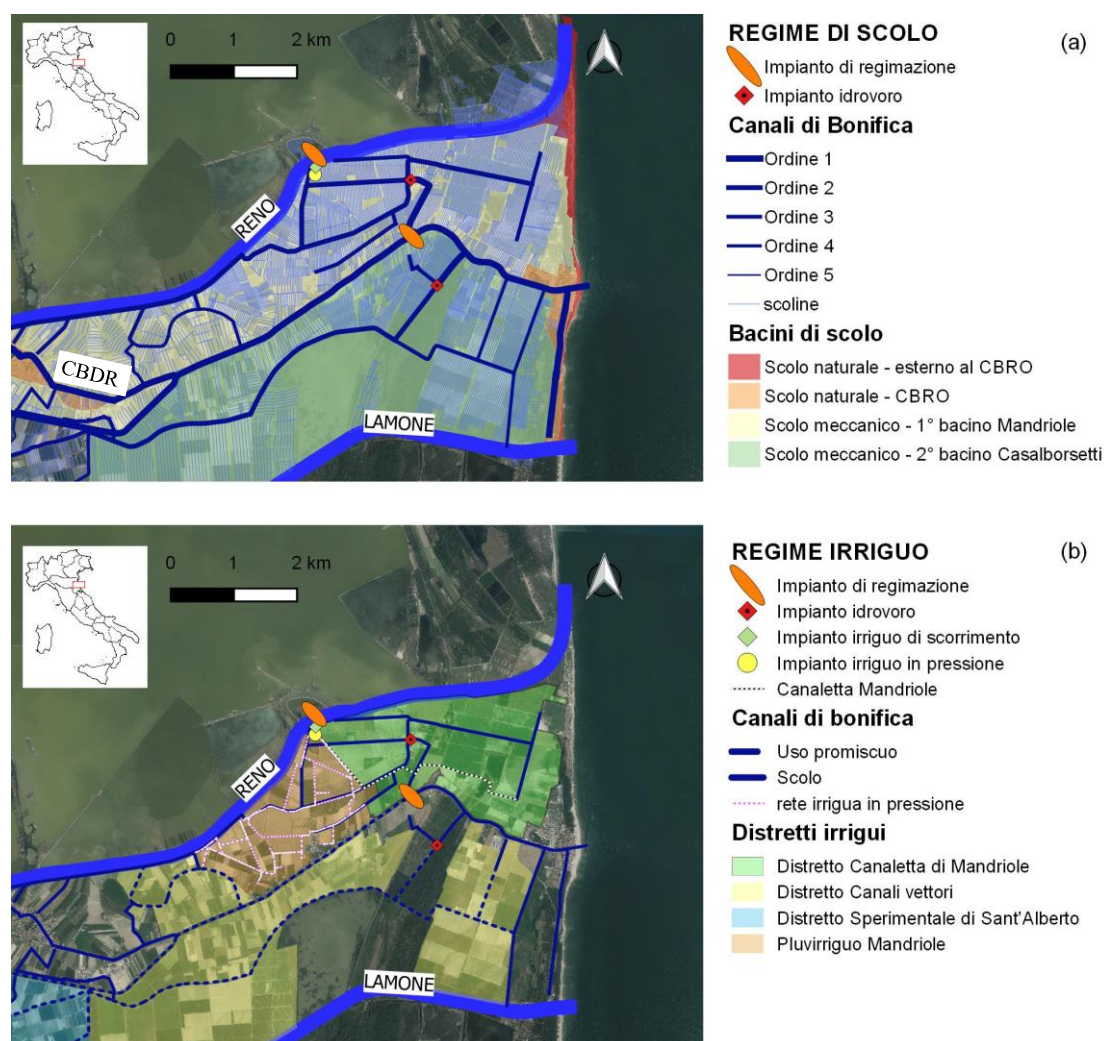 0 1 2 km
RENO
CBDR
LAMONE
REGIME DI SCOLO
(a)
Impianto di regimazione
Impianto idrovoro
Canali di Bonifica
Ordine 1
Ordine 2
Ordine 3
Ordine 4
Ordine 5
scoline
Bacini di scolo
Scolo naturale - esterno al CBRO
Scolo naturale - CBRO
Scolo meccanico - 1° bacino Mandriole
Scolo meccanico - 2° bacino Casalborsetti
0 1 2 km
RENO
LAMONE
REGIME IRRIGUO
(b)
Impianto di regimazione
Impianto idrovoro
Impianto irriguo di scorrimento
Impianto irriguo in pressione
Canaletta Mandriole
Canali di bonifica
Uso promiscuo
Scolo
rete irrigua in pressione
Distretti irrigui
Distretto Canaletta di Mandriole
Distretto Canali vettori
Distretto Sperimentale di Sant'Alberto
Pluvirriguo Mandriole